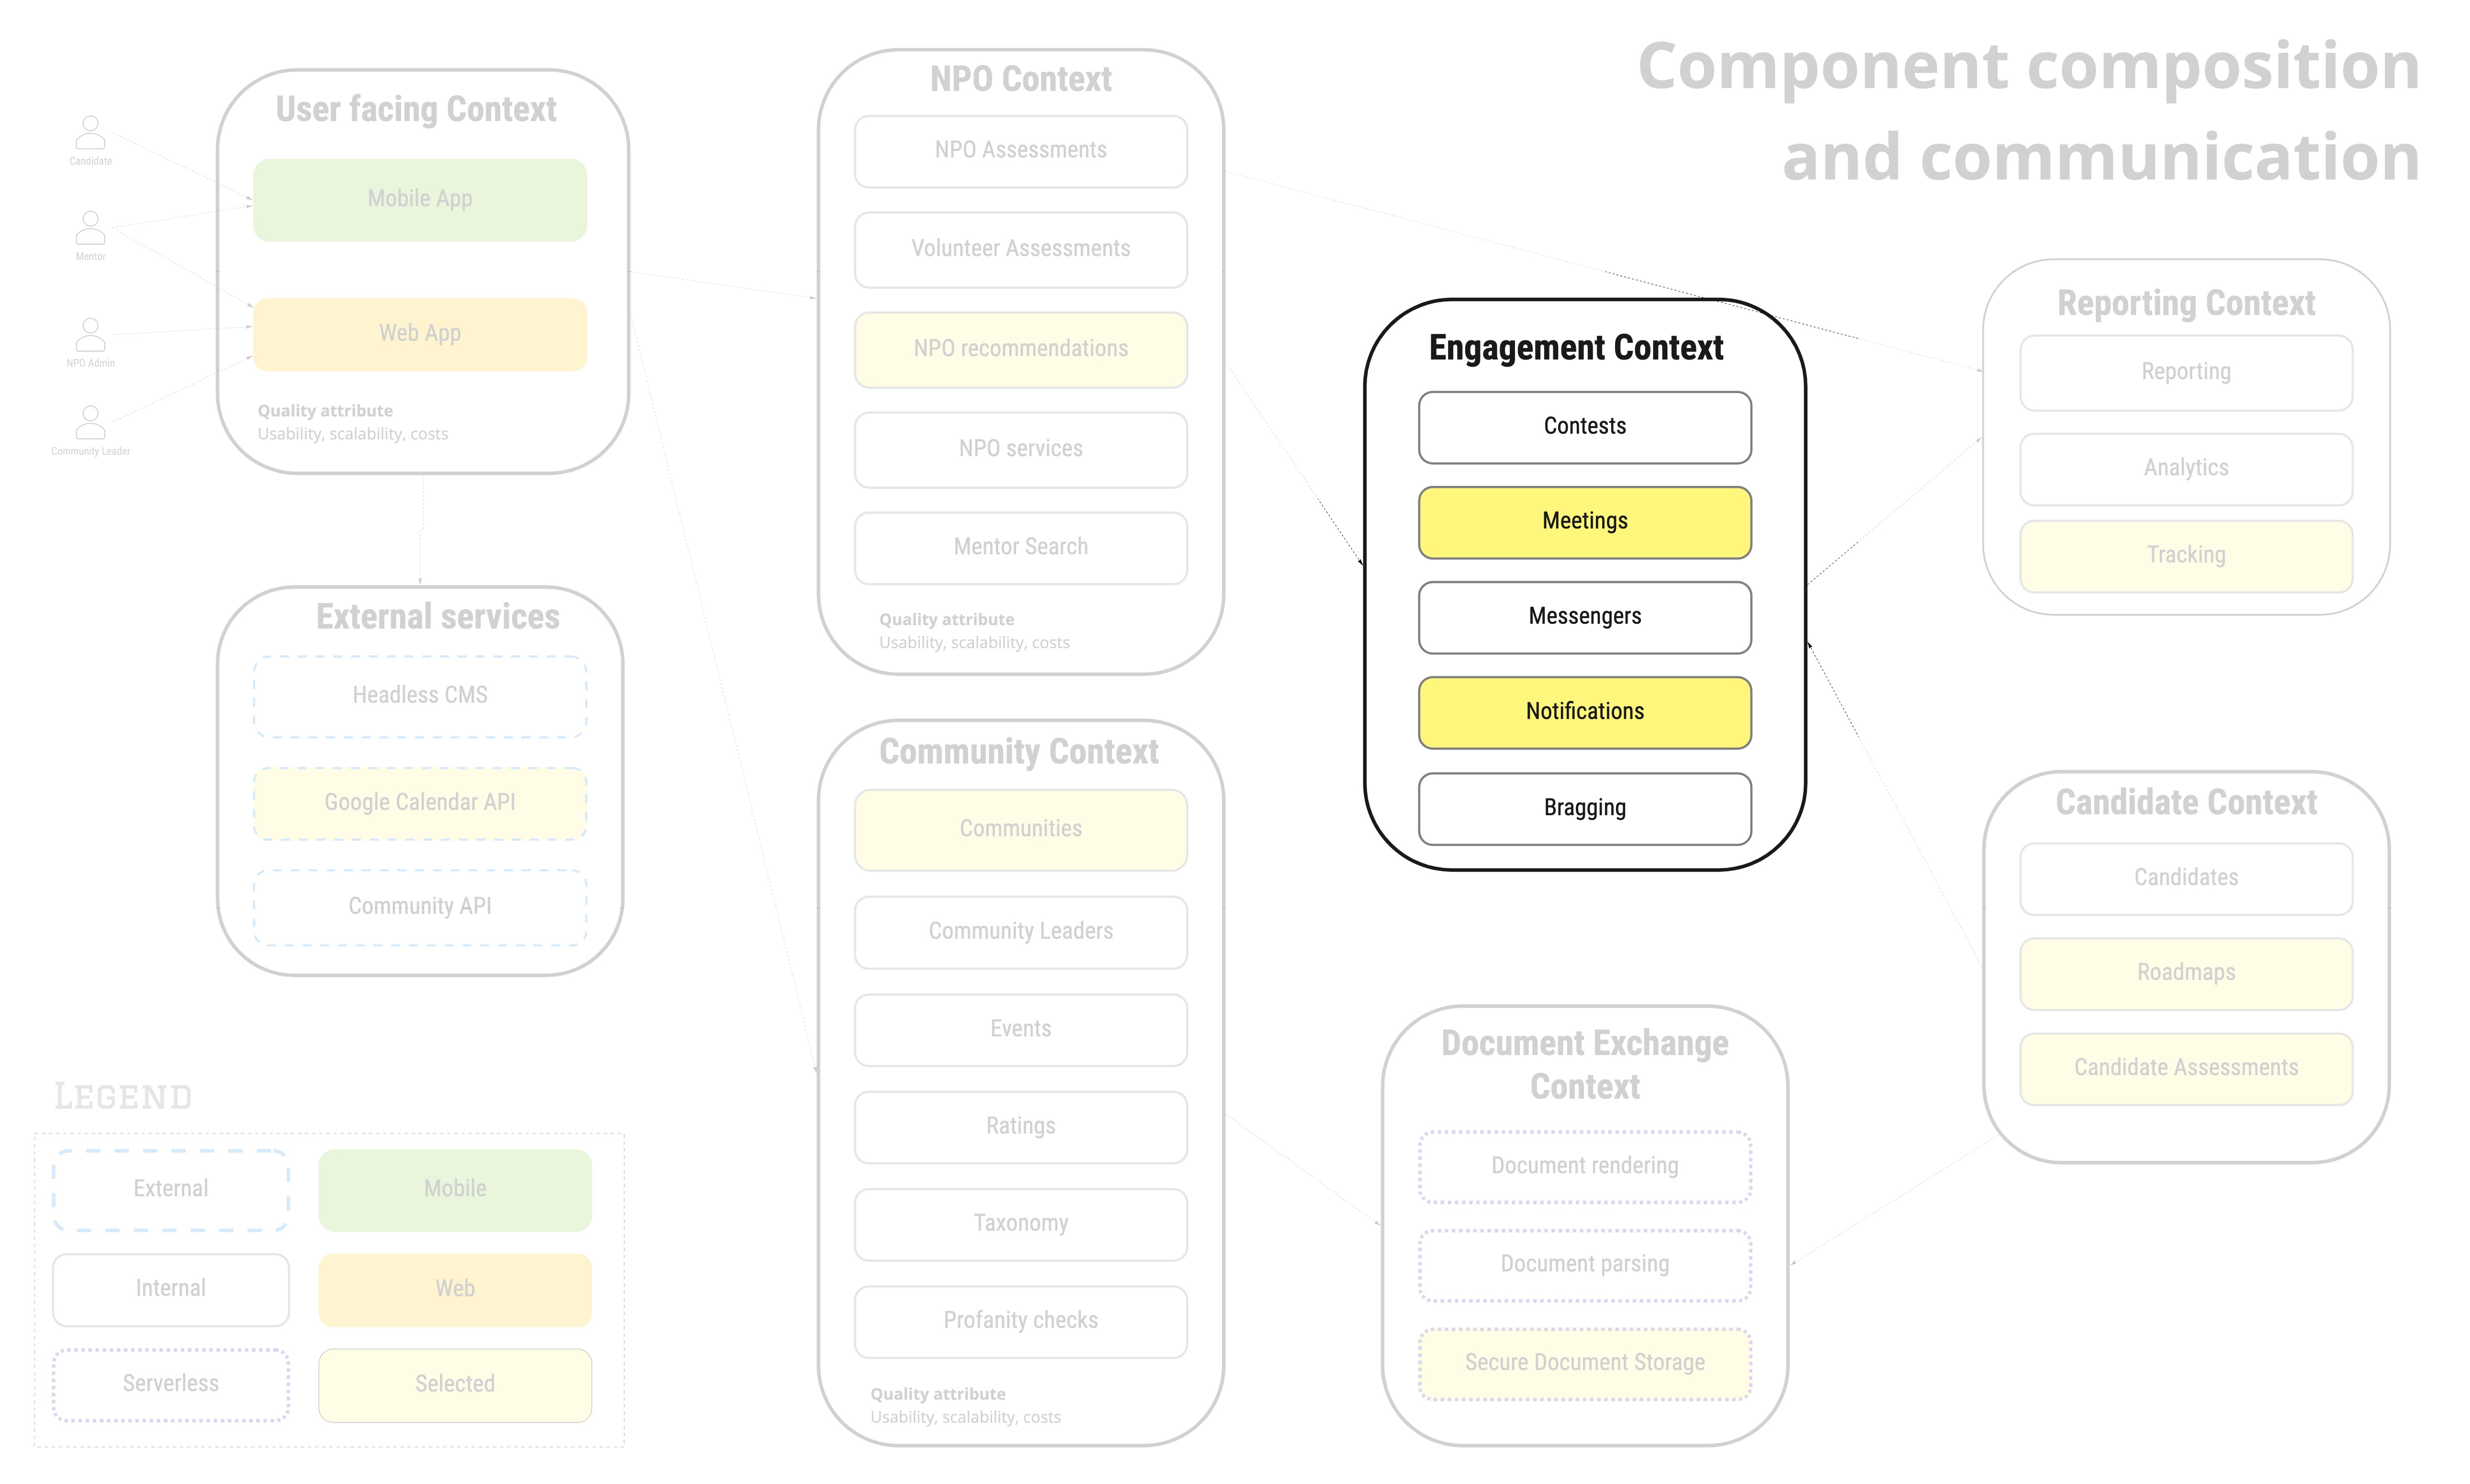 Component composition
and communication
Candidate
Mentor
NPO Admin
Community Leader
User facing Context
Mobile App
Web App
Quality attribute
Usability, scalability, costs
External services
Headless CMS
Google Calendar API
Community API
NPO Context
NPO Assessments
Volunteer Assessments
NPO recommendations
NPO services
Mentor Search
Quality attribute
Usability, scalability, costs
Community Context
Communities
Community Leaders
Events
Ratings
Taxonomy
Profanity checks
Quality attribute
Usability, scalability, costs
Engagement Context
Contests
Meetings
Messengers
Notifications
Bragging
Document Exchange
Context
Document rendering
Document parsing
Secure Document Storage
Reporting Context
Reporting
Analytics
Tracking
Candidate Context
Candidates
Roadmaps
Candidate Assessments
LEGEND
External
Mobile
Internal
Web
Serverless
Selected